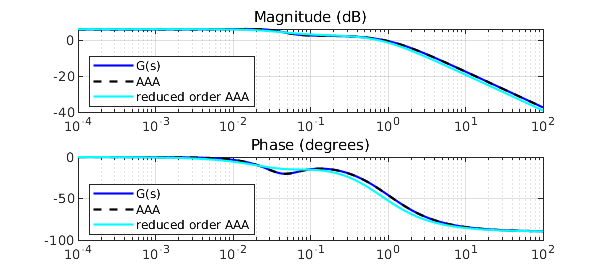 Magnitude (dB)
0
-20
-40
G(s)
AAA
reduced order AAA
10^-4 10^-3 10^-2 10^-1 10^0 10^1 10^2
Phase (degrees)
0
-50
-100
G(s)
AAA
reduced order AAA
10^-4 10^-3 10^-2 10^-1 10^0 10^1 10^2